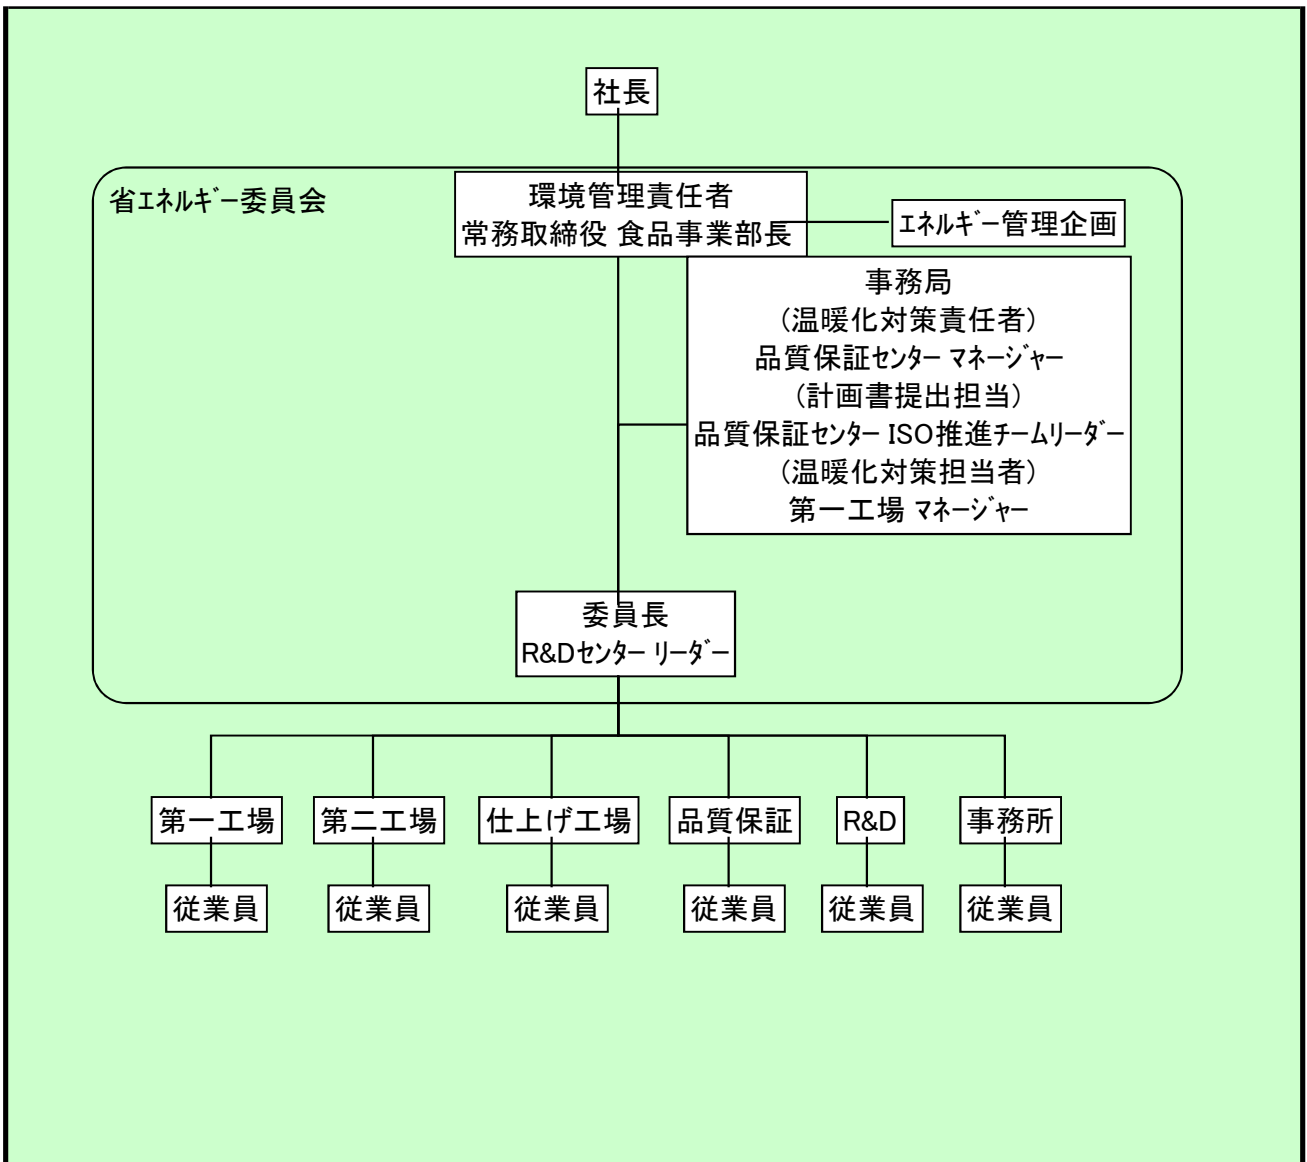 社長
省ｴﾈﾙｷﾞｰ委員会
環境管理責任者
常務取締役 食品事業部長
ｴﾈﾙｷﾞｰ管理企画
事務局
(温暖化対策責任者)
品質保証ｾﾝﾀｰ ﾏﾈｰｼﾞｬｰ
(計画書提出担当)
品質保証ｾﾝﾀｰ ISO推進ﾁｰﾑﾘｰﾀﾞｰ
(温暖化対策担当者)
第一工場 ﾏﾈｰｼﾞｬｰ
委員長
R&Dｾﾝﾀｰ ﾘｰﾀﾞｰ
第一工場
第二工場
仕上げ工場
品質保証
R&D
事務所
従業員
従業員
従業員
従業員
従業員
従業員